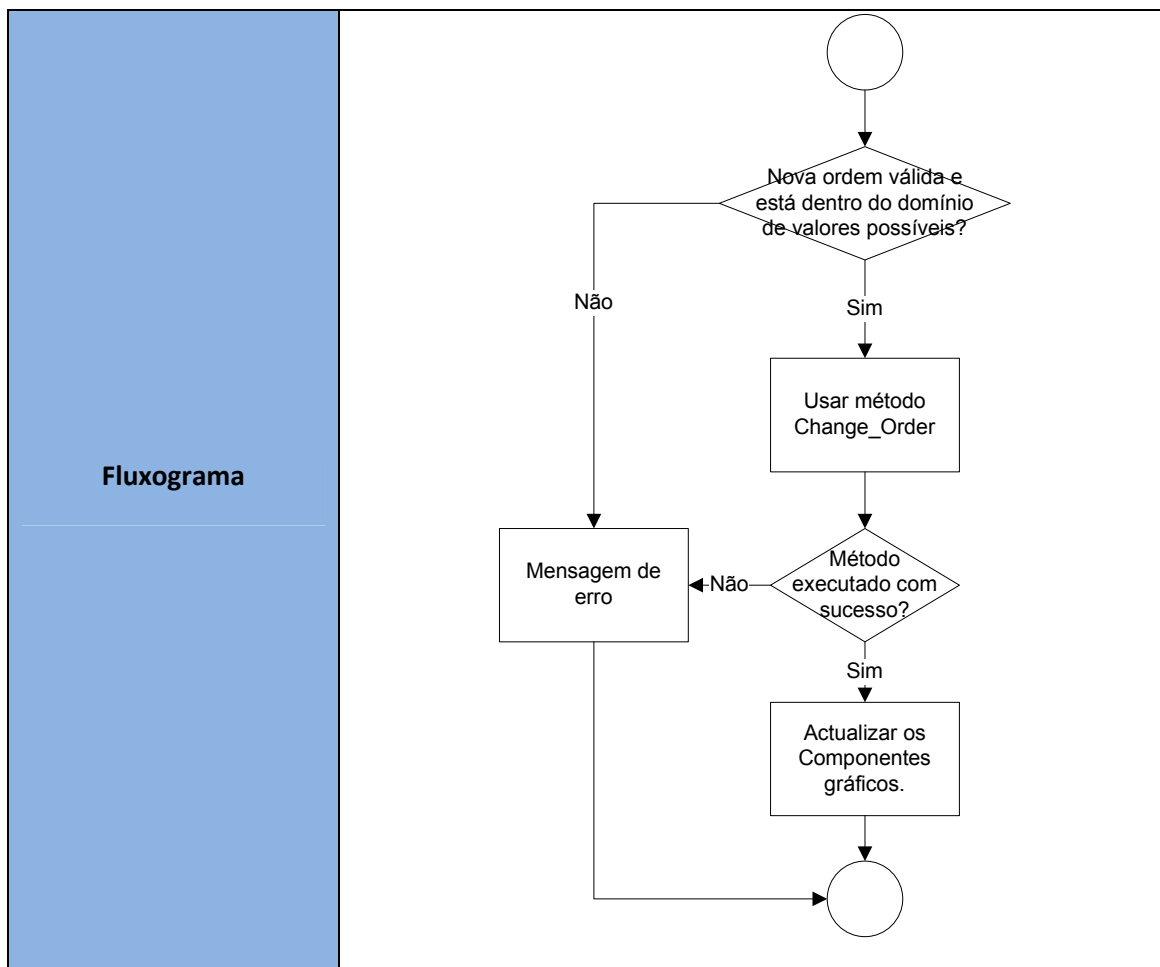 Fluxograma
Nova ordem válida e
está dentro do domínio
de valores possíveis?
Não
Sim
Usar método
Change_Order
Mensagem de
erro
Não
Método
executado com
sucesso?
Sim
Actualizar os
Componentes
gráficos.